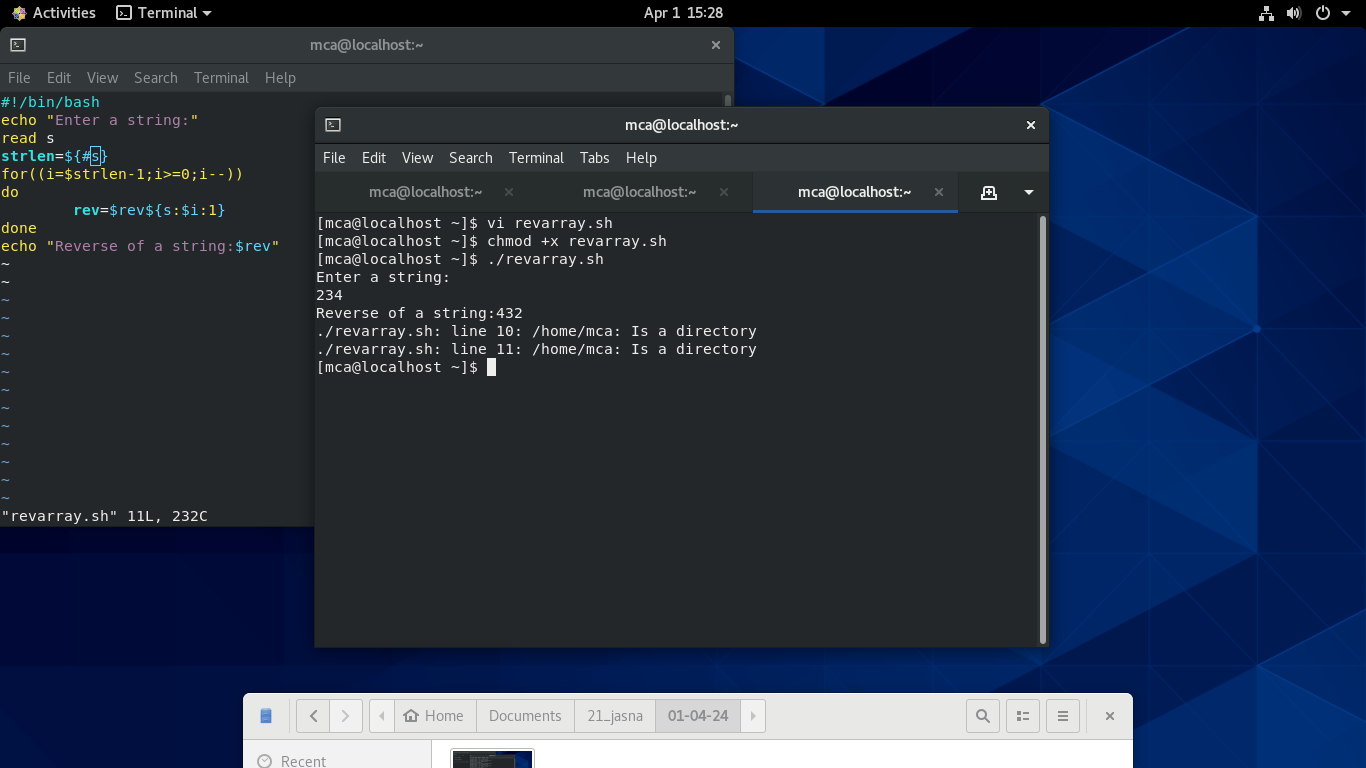 Activities Terminal Apr 1 15:28
mca@localhost:~
File Edit View Search Terminal Help
#!/bin/bash
echo "Enter a string:"
read s
strlen=${#s}
for((i=$strlen-1;i>=0;i--))
do
        rev=$rev${s:$i:1}
done
echo "Reverse of a string:$rev"
~
~
~
~
~
~
~
~
~
~
~
~
~
~
"revarray.sh" 11L, 232C
mca@localhost:~
File Edit View Search Terminal Tabs Help
mca@localhost:~ mca@localhost:~ mca@localhost:~
[mca@localhost ~]$ vi revarray.sh
[mca@localhost ~]$ chmod +x revarray.sh
[mca@localhost ~]$ ./revarray.sh
Enter a string:
234
Reverse of a string:432
./revarray.sh: line 10: /home/mca: Is a directory
./revarray.sh: line 11: /home/mca: Is a directory
[mca@localhost ~]$
Home Documents 21_jasna 01-04-24
Recent